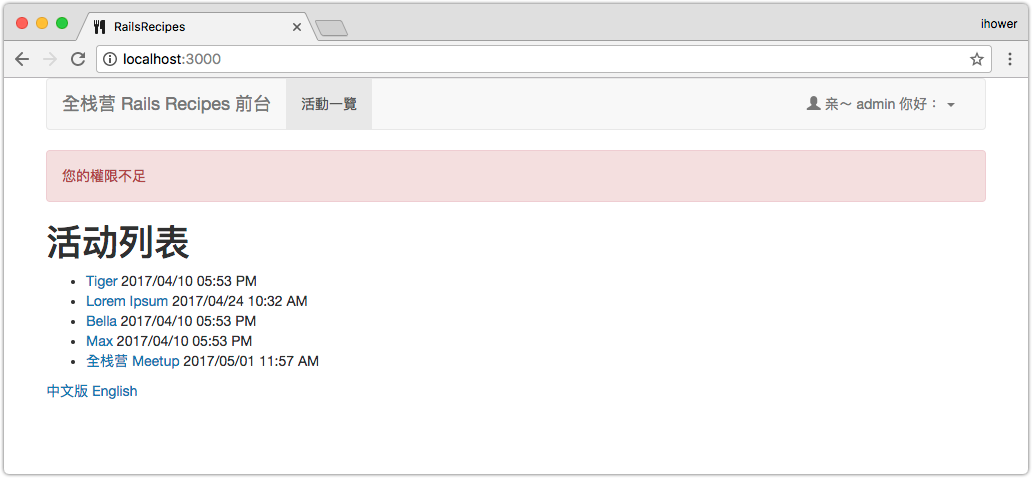 RailsRecipes
ihower
localhost:3000
全栈营 Rails Recipes 前台 活動一覽 亲～ admin 你好：
您的權限不足
活动列表
Tiger 2017/04/10 05:53 PM
Lorem Ipsum 2017/04/24 10:32 AM
Bella 2017/04/10 05:53 PM
Max 2017/04/10 05:53 PM
全栈营 Meetup 2017/05/01 11:57 AM
中文版 English